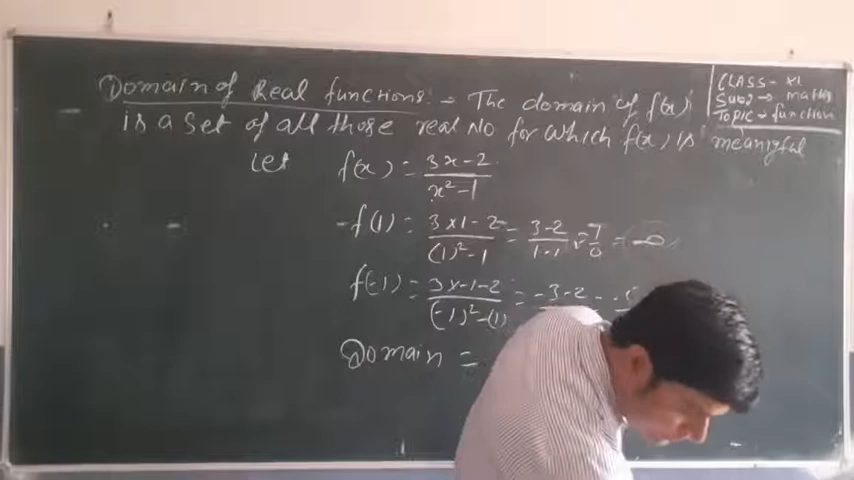 Domain of Real functions :→ The domain of f(x)
is a set of all those real No for which f(x) is meaningful
CLASS - XI
Sub → maths
Topic → function
Let f(x) = 3x-2 / x²-1
f(1) = 3×1-2 / (1)²-1 = 3-2 / 1-1 = 1/0 = ∞
f(-1) = 3×-1-2 / (-1)²-(1) = -3-2
Domain =